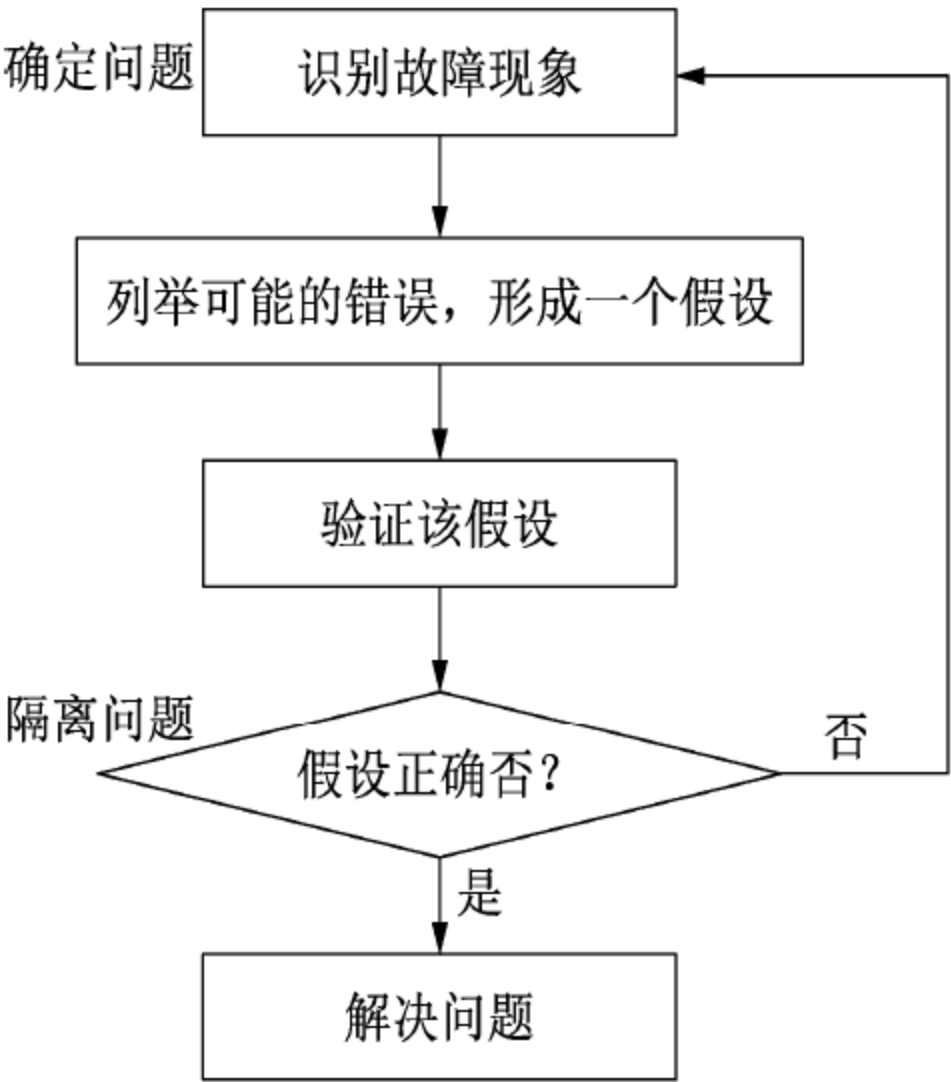 确定问题
识别故障现象
列举可能的错误，形成一个假设
验证该假设
隔离问题
假设正确否？
否
是
解决问题